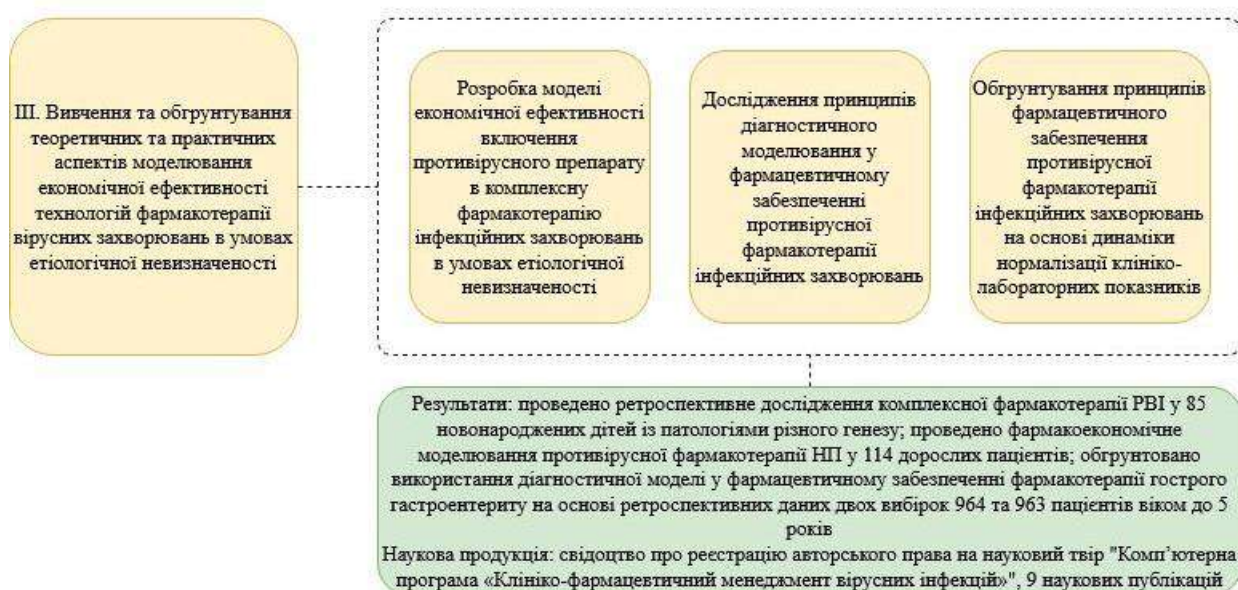 III. Вивчення та обгрунтування
теоретичних та практичних
аспектів моделювання
економічної ефективності
технологій фармакотерапії
вірусних захворювань в умовах
етіологічної невизначеності
Розробка моделі
економічної ефективності
включення
противірусного препарату
в комплексну
фармакотерапію
інфекційних захворювань
в умовах етіологічної
невизначеності
Дослідження принципів
діагностичного
моделювання у
фармацевтичному
забезпеченні
противірусної
фармакотерапії
інфекційних захворювань
Обгрунтування принципів
фармацевтичного
забезпечення
противірусної
фармакотерапії
інфекційних захворювань
на основі динаміки
нормалізації клініко-
лабораторних показників
Результати: проведено ретроспективне дослідження комплексної фармакотерапії РВІ у 85
новонароджених дітей із патологіями різного генезу; проведено фармакоекономічне
моделювання противірусної фармакотерапії НП у 114 дорослих пацієнтів; обгрунтовано
використання діагностичної моделі у фармацевтичному забезпеченні фармакотерапії гострого
гастроентериту на основі ретроспективних даних двох вибірок 964 та 963 пацієнтів віком до 5
років
Наукова продукція: свідоцтво про реєстрацію авторського права на науковий твір "Комп’ютерна
програма «Клініко-фармацевтичний менеджмент вірусних інфекцій»", 9 наукових публікацій